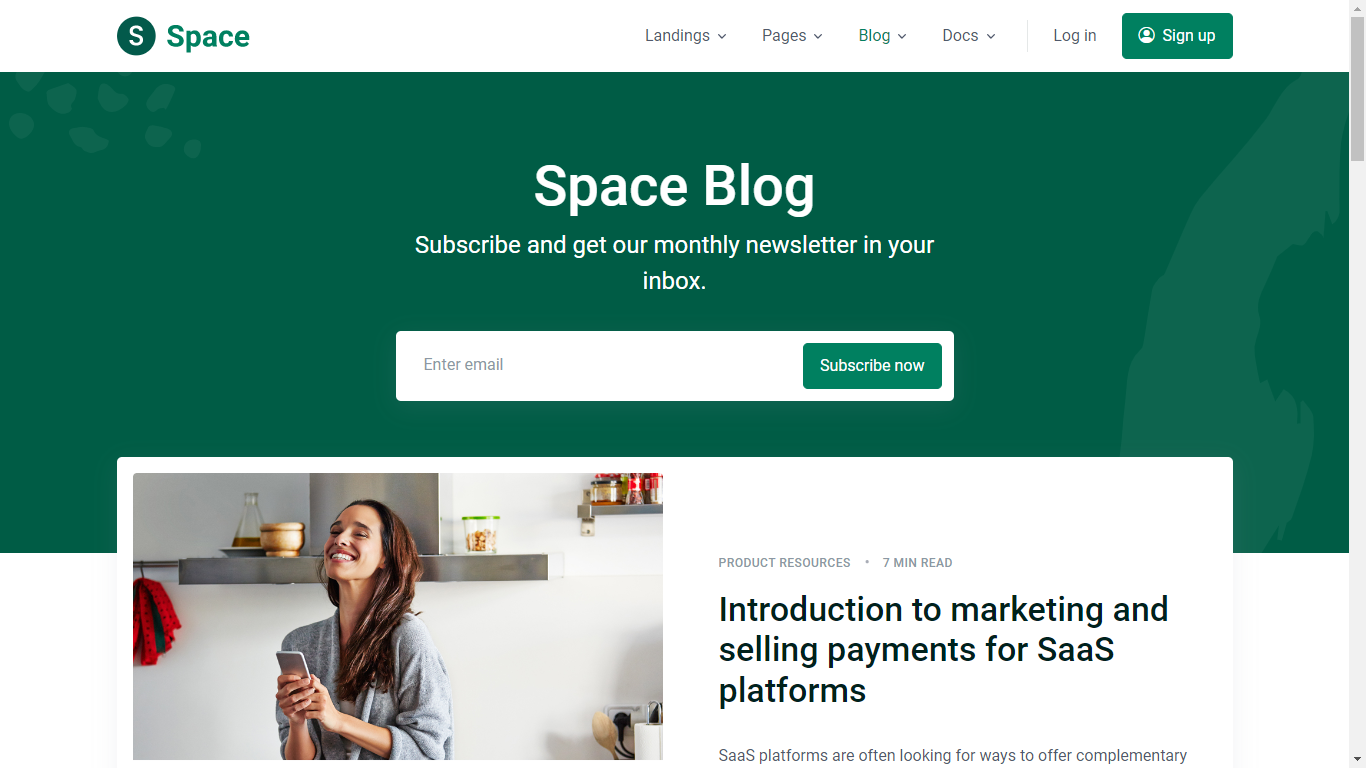 S Space
Landings Pages Blog Docs Log in Sign up
Space Blog
Subscribe and get our monthly newsletter in your
inbox.
Enter email Subscribe now
PRODUCT RESOURCES • 7 MIN READ
Introduction to marketing and
selling payments for SaaS
platforms
SaaS platforms are often looking for ways to offer complementary